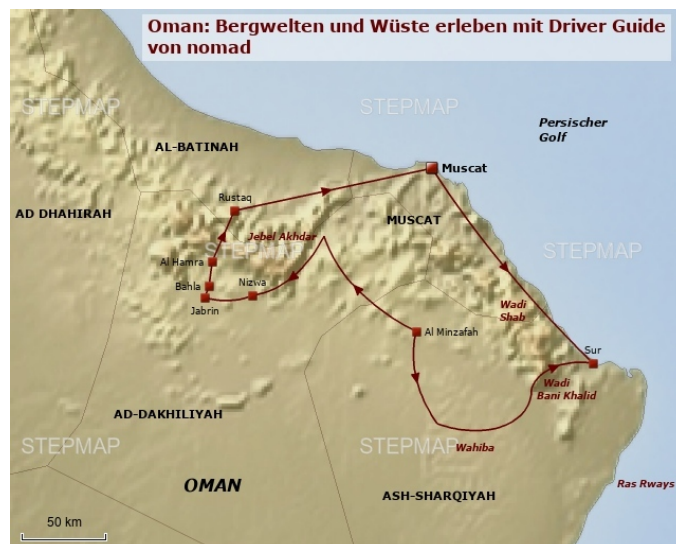 Oman: Bergwelten und Wüste erleben mit Driver Guide
von nomad
STEPMAP
STEPMAP
Persischer
Golf
AL-BATINAH
Muscat
Rustaq
AD DHAHIRAH
MUSCAT
Jebel Akhdar
STEPMAP
STEPMAP
Al Hamra
Bahla
Nizwa
Jabrin
Wadi
Shab
Al Minzafah
Sur
Wadi
Bani Khalid
AD-DAKHILIYAH
STEPMAP
STEPMAP
Wahiba
OMAN
Ras Rways
ASH-SHARQIYAH
50 km